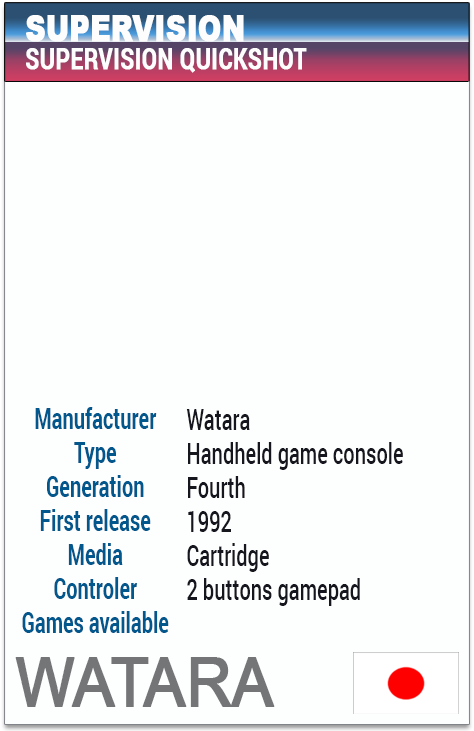 SUPERVISION
SUPERVISION QUICKSHOT
Manufacturer Watara
Type Handheld game console
Generation Fourth
First release 1992
Media Cartridge
Controler 2 buttons gamepad
Games available
WATARA